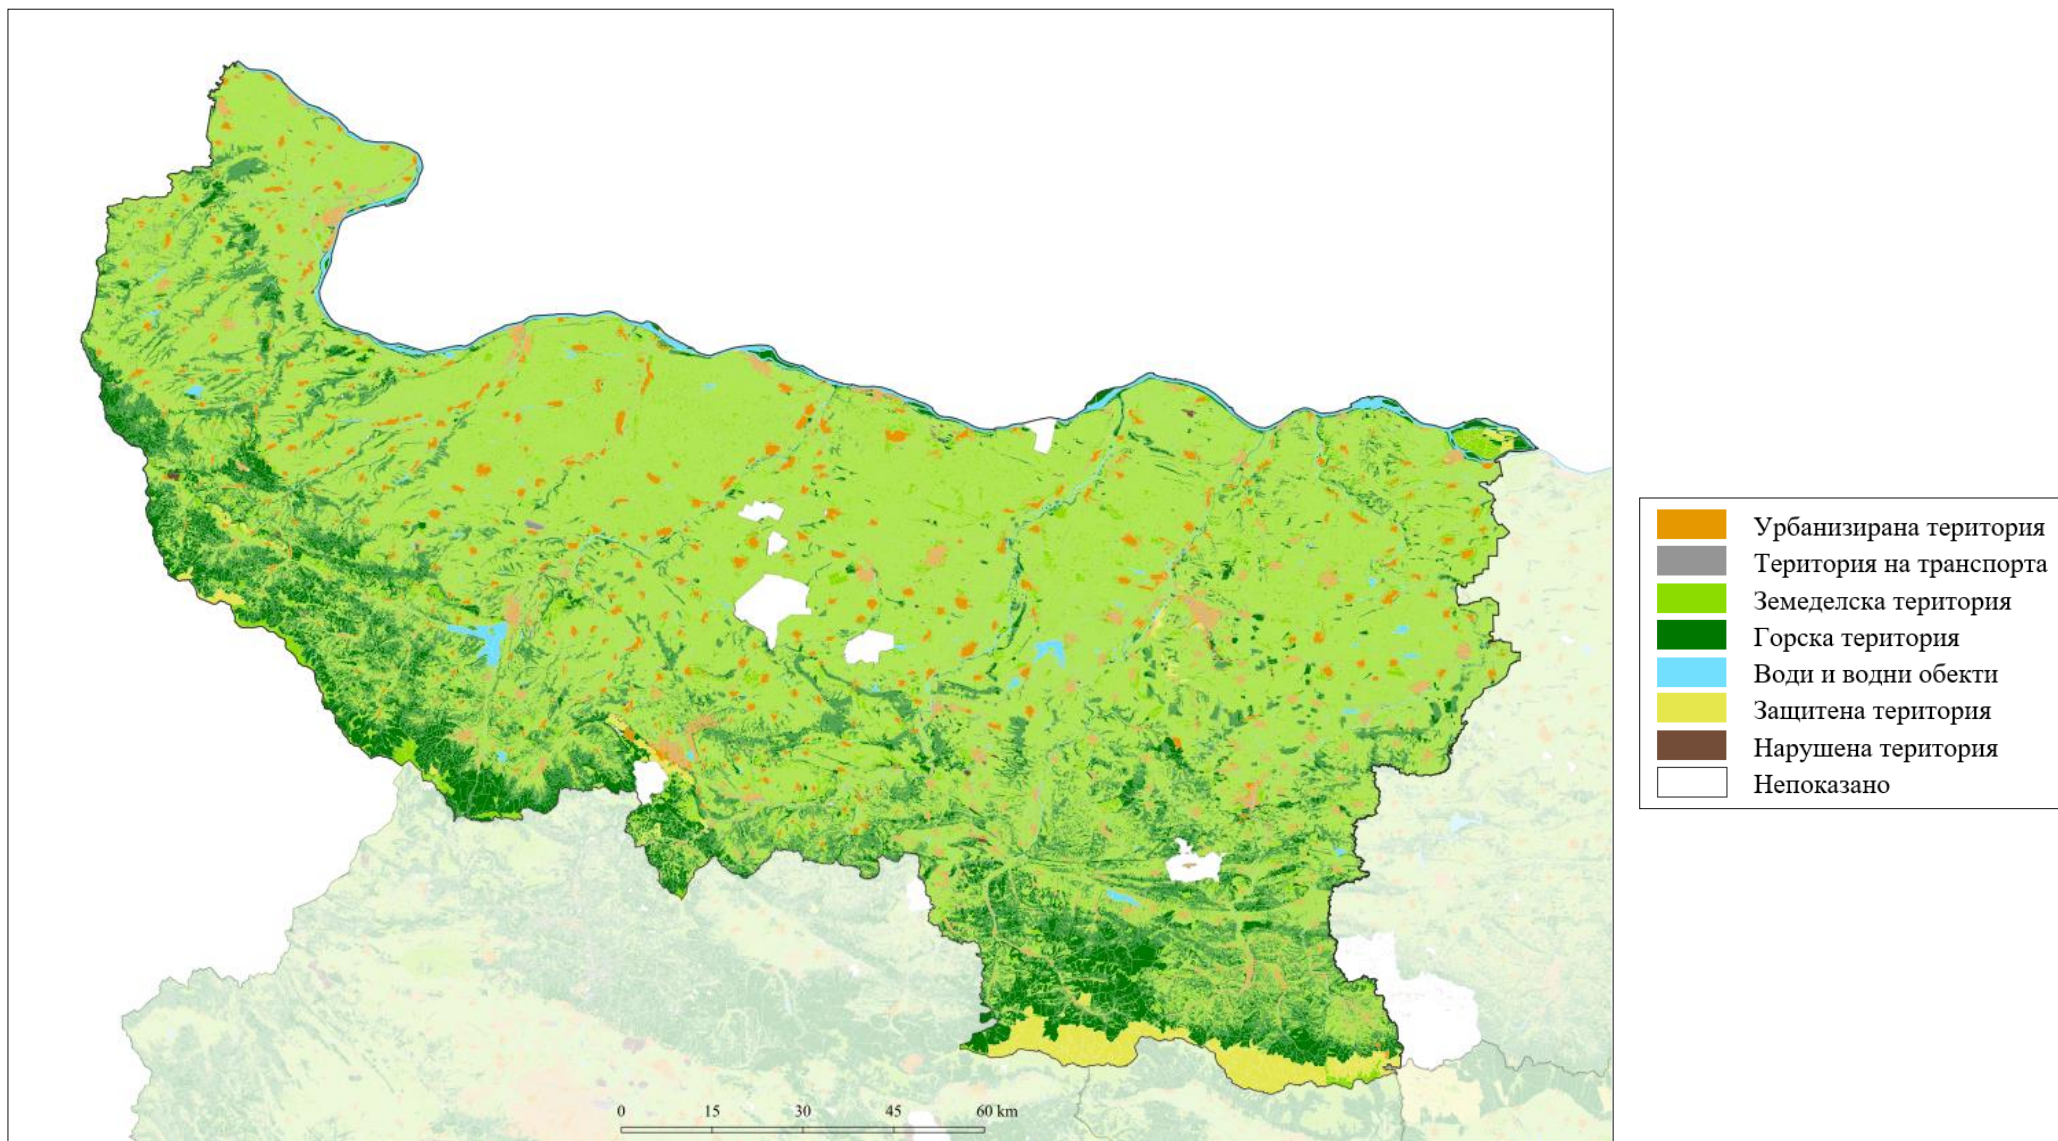 Урбанизирана територия
Територия на транспорта
Земеделска територия
Горска територия
Води и водни обекти
Защитена територия
Нарушена територия
Непоказано
0 15 30 45 60 km